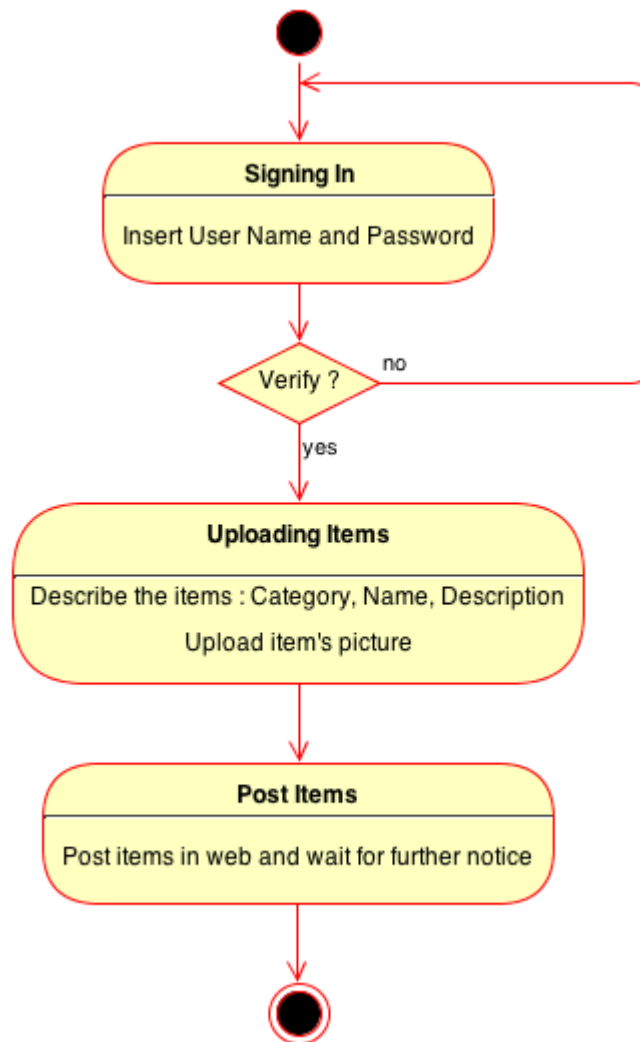 Signing In
Insert User Name and Password
Verify ?
no
yes
Uploading Items
Describe the items : Category, Name, Description
Upload item's picture
Post Items
Post items in web and wait for further notice